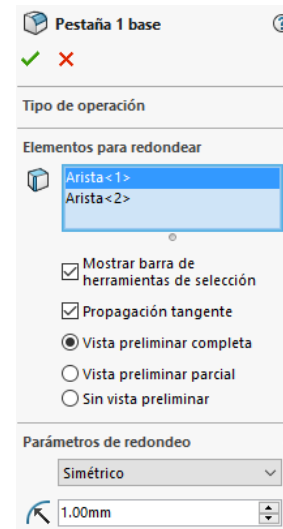 Pestaña 1 base
Tipo de operación
Elementos para redondear
Arista<1>
Arista<2>
Mostrar barra de
herramientas de selección
Propagación tangente
Vista preliminar completa
Vista preliminar parcial
Sin vista preliminar
Parámetros de redondeo
Simétrico
1.00mm